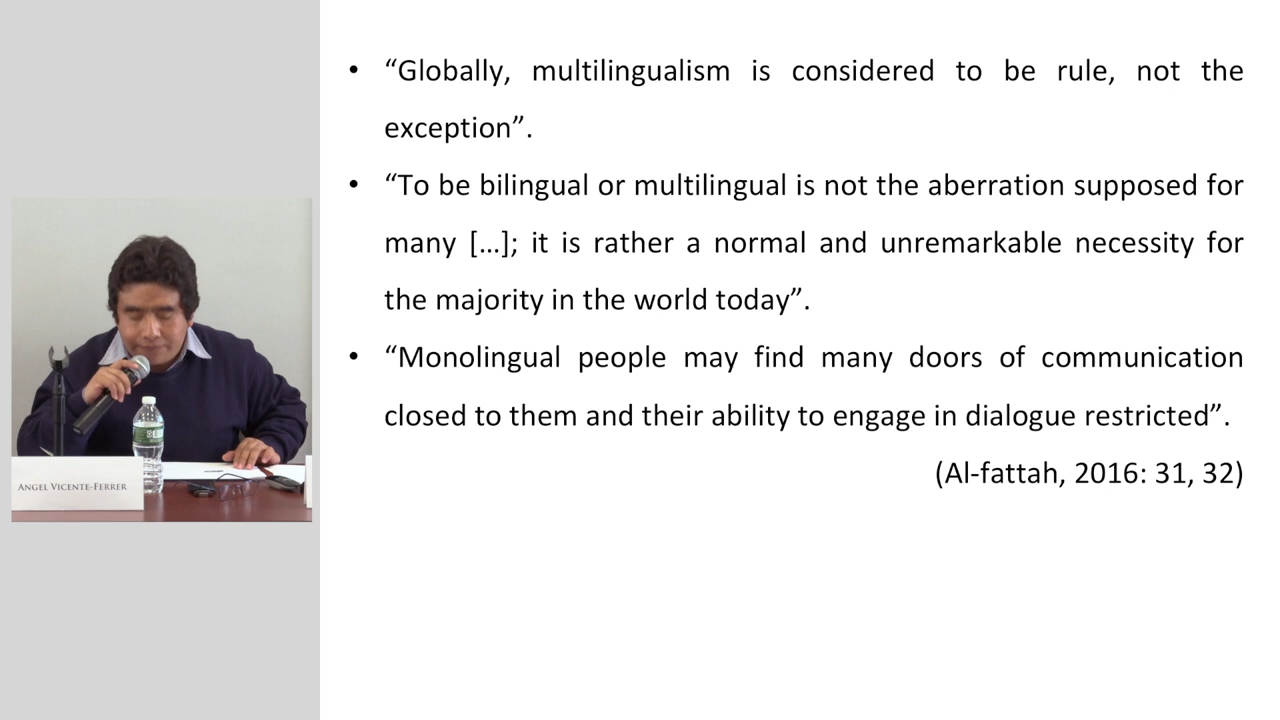 • “Globally, multilingualism is considered to be rule, not the
exception”.
• “To be bilingual or multilingual is not the aberration supposed for
many […]; it is rather a normal and unremarkable necessity for
the majority in the world today”.
• “Monolingual people may find many doors of communication
closed to them and their ability to engage in dialogue restricted”.
(Al-fattah, 2016: 31, 32)
ANGEL VICENTE-FERRER